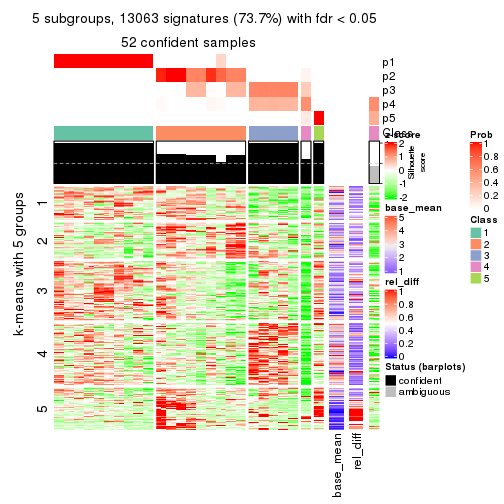 5 subgroups, 13063 signatures (73.7%) with fdr < 0.05
52 confident samples
p1
p2
p3
p4
p5
Class
Silhouette
score
k-means with 5 groups
1
2
3
4
5
base_mean
rel_diff
z-score
2
1
0
-1
-2
base_mean
5
4
3
2
1
rel_diff
1
0.8
0.6
0.4
0.2
0
Status (barplots)
confident
ambiguous
Prob
1
0.8
0.6
0.4
0.2
0
Class
1
2
3
4
5